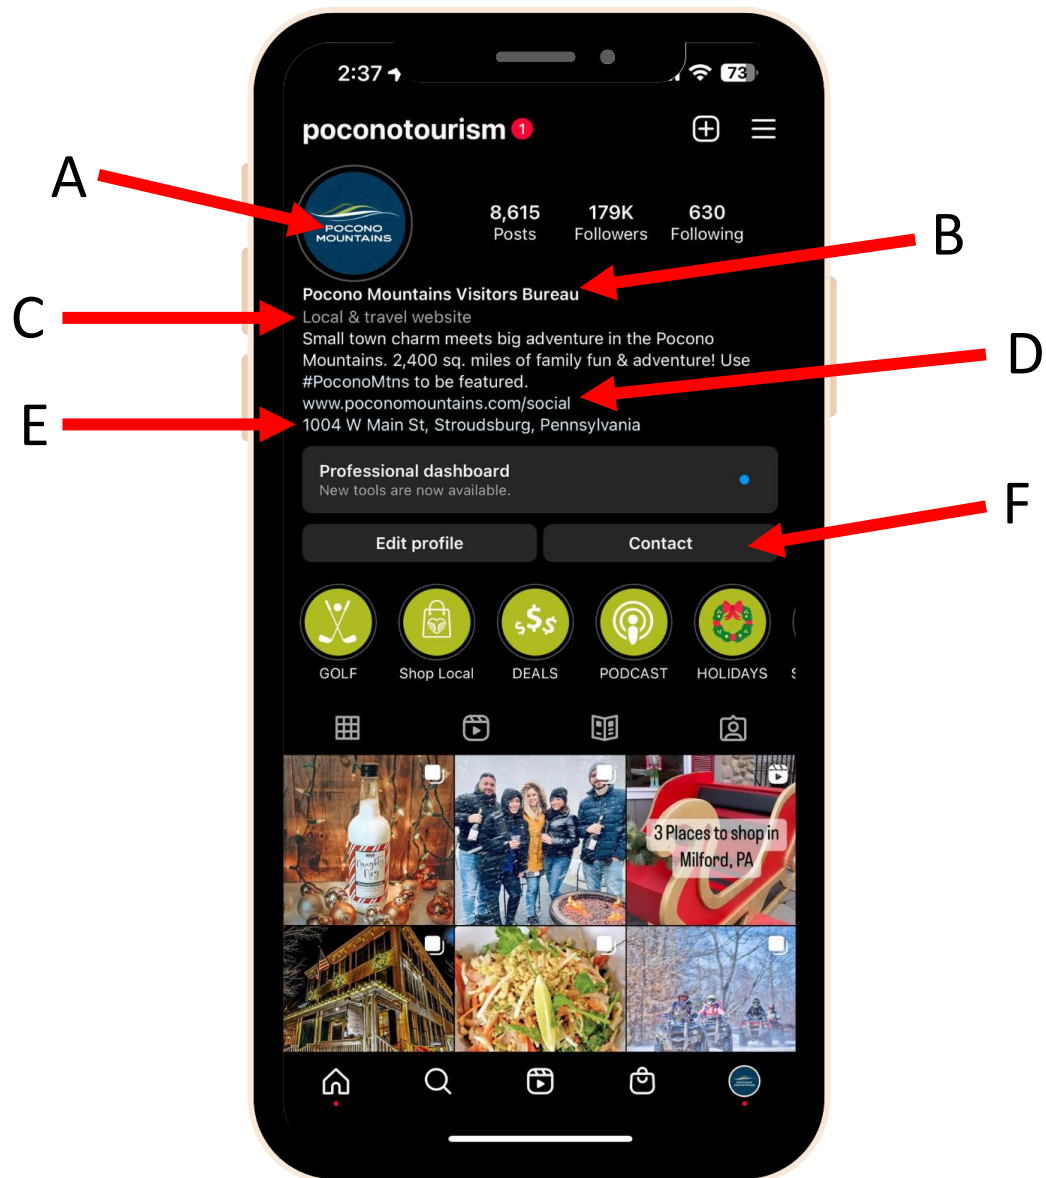 2:37
73
poconotourism 1
A
POCONO
MOUNTAINS
8,615 179K 630
Posts Followers Following
B
Pocono Mountains Visitors Bureau
C
Local & travel website
Small town charm meets big adventure in the Pocono
Mountains. 2,400 sq. miles of family fun & adventure! Use
#PoconoMtns to be featured.
D
www.poconomountains.com/social
E
1004 W Main St, Stroudsburg, Pennsylvania
Professional dashboard
New tools are now available.
F
Edit profile Contact
$$$
GOLF Shop Local DEALS PODCAST HOLIDAYS S
Naughty
Nog
3 Places to shop in
Milford, PA